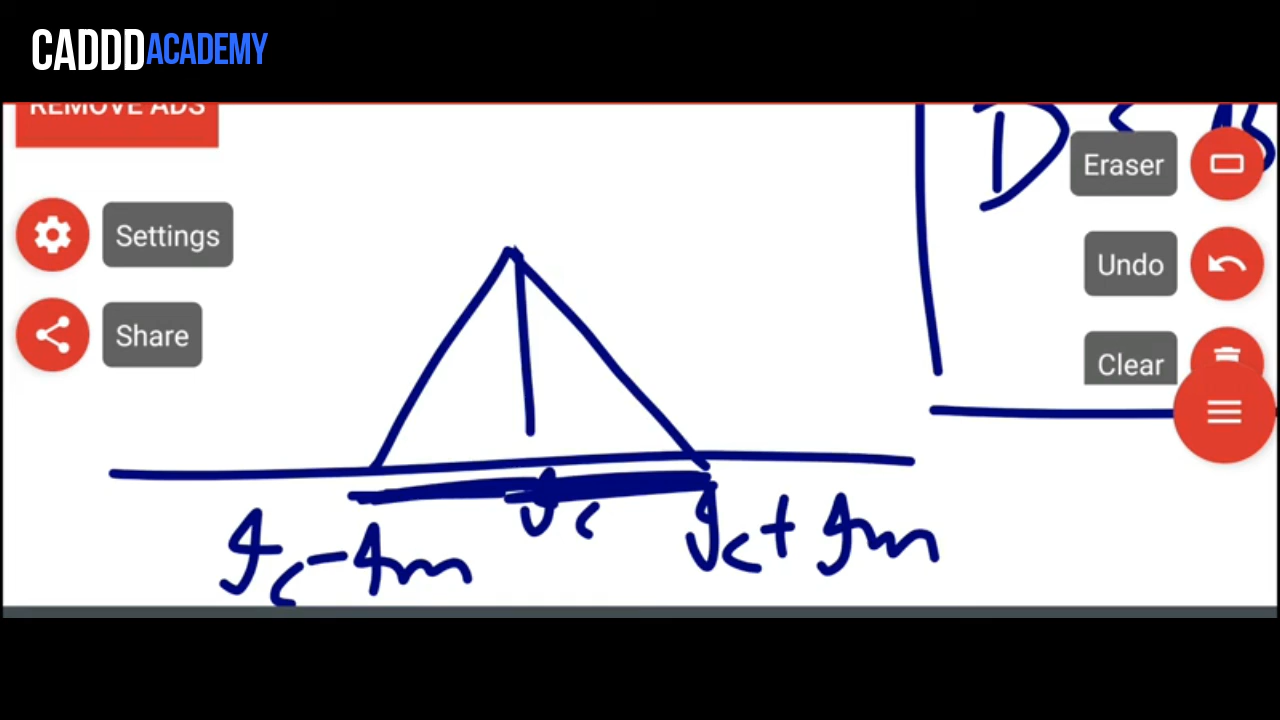 CADDDACADEMY
REMOVE ADS
D
Eraser
Settings
Undo
Share
Clear
fc-fm
fc
fc+fm